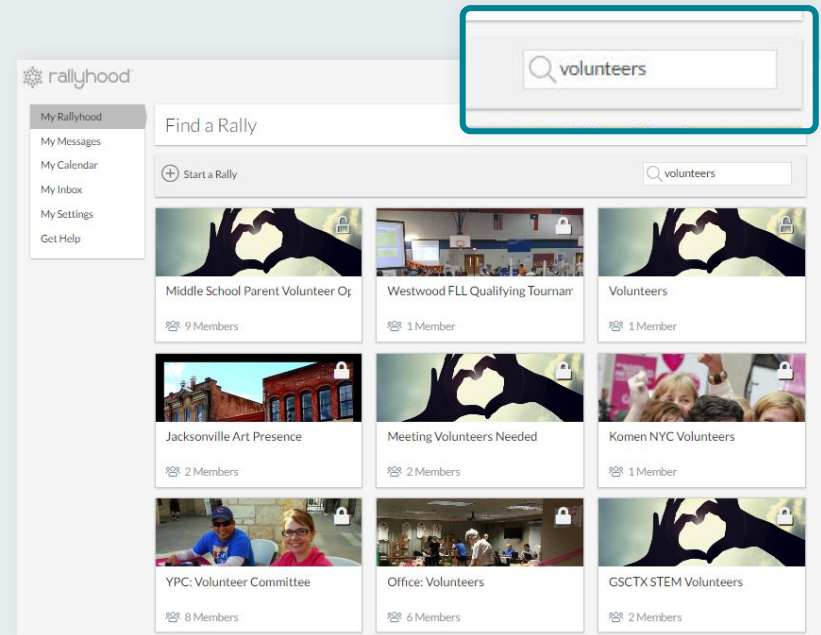 volunteers
rallyhood
My Rallyhood
My Messages
My Calendar
My Inbox
My Settings
Get Help
Find a Rally
Start a Rally
volunteers
Middle School Parent Volunteer Op
9 Members
Westwood FLL Qualifying Tournam
1 Member
Volunteers
1 Member
Jacksonville Art Presence
2 Members
Meeting Volunteers Needed
2 Members
Komen NYC Volunteers
1 Member
YPC: Volunteer Committee
8 Members
Office: Volunteers
6 Members
GSCTX STEM Volunteers
2 Members